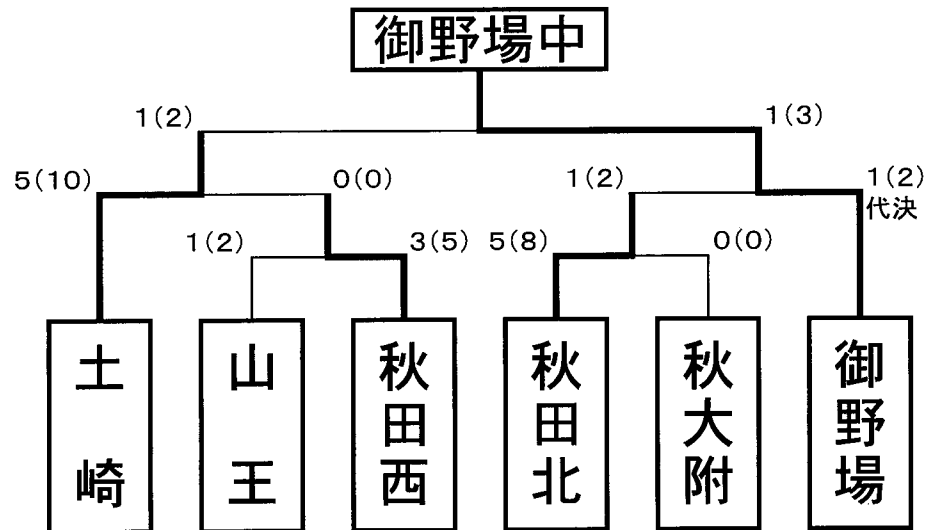 御野場中
1(2)
1(3)
5(10)
0(0)
1(2)
1(2)
代決
1(2)
3(5)
5(8)
0(0)
土崎
山王
秋田西
秋田北
秋大附
御野場